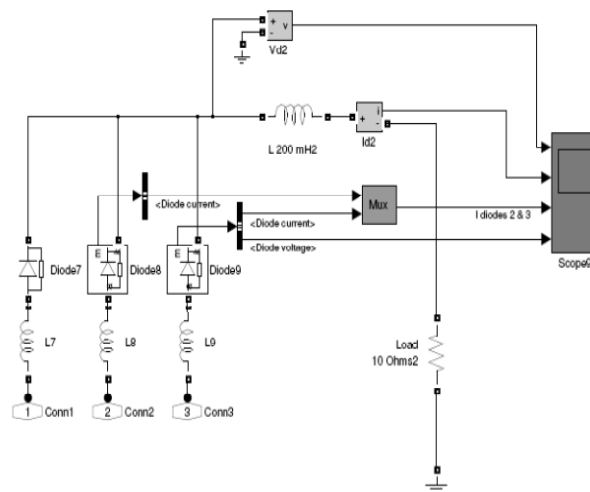 + v
-
Vd2
L 200 mH2
+ i
-
Id2
<Diode current>
Mux
<Diode current>
I diodes 2 & 3
<Diode voltage>
Scope9
m
m
Diode7
Diode8
Diode9
L7
L8
L9
Load
10 Ohms2
1 Conn1
2 Conn2
3 Conn3